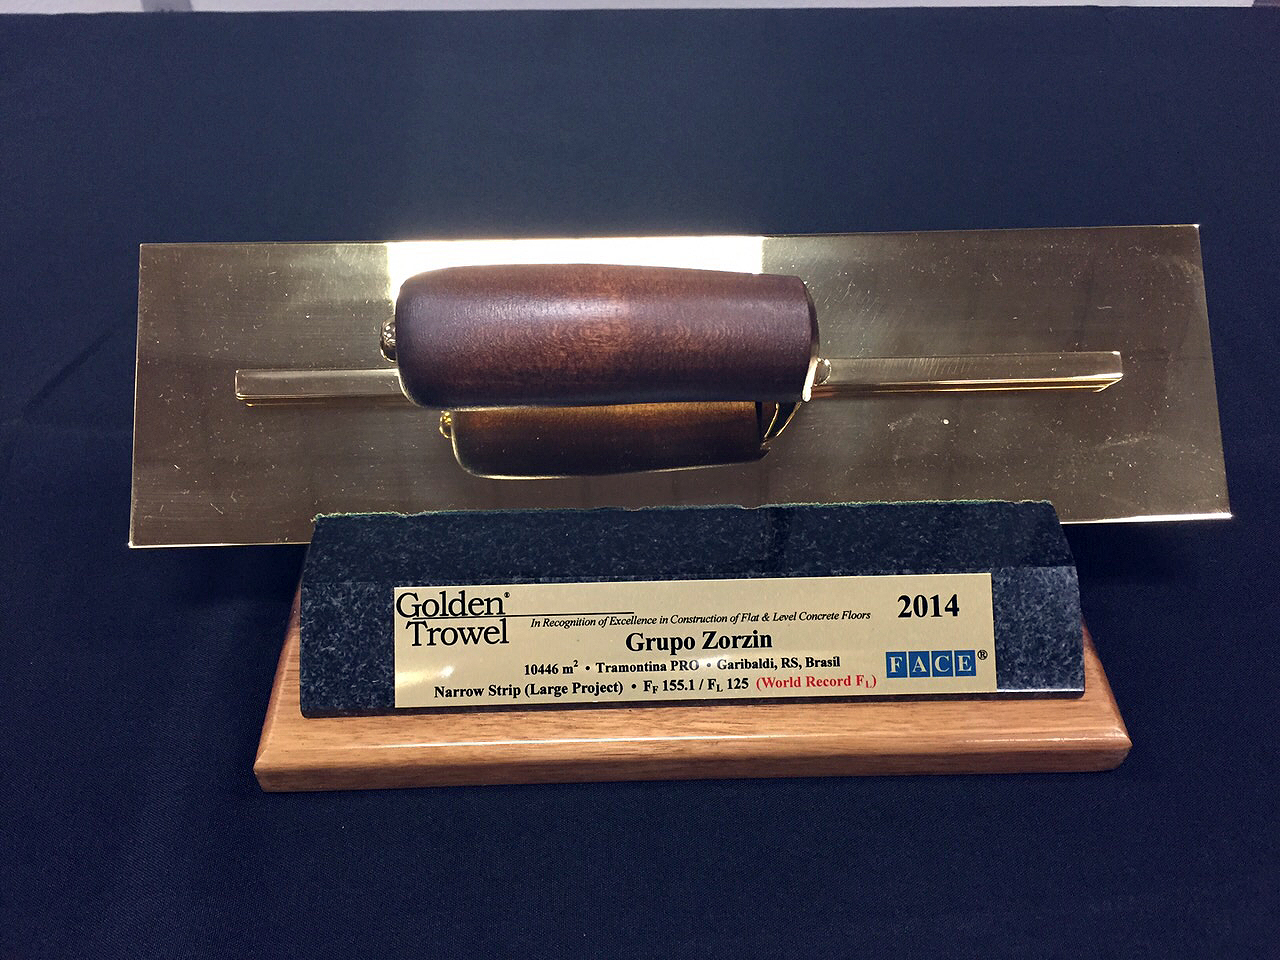 Golden®
Trowel
In Recognition of Excellence in Construction of Flat & Level Concrete Floors
2014
Grupo Zorzin
10446 m² • Tramontina PRO • Garibaldi, RS, Brasil
FACE®
Narrow Strip (Large Project) • FF 155.1 / FL 125 (World Record FL)